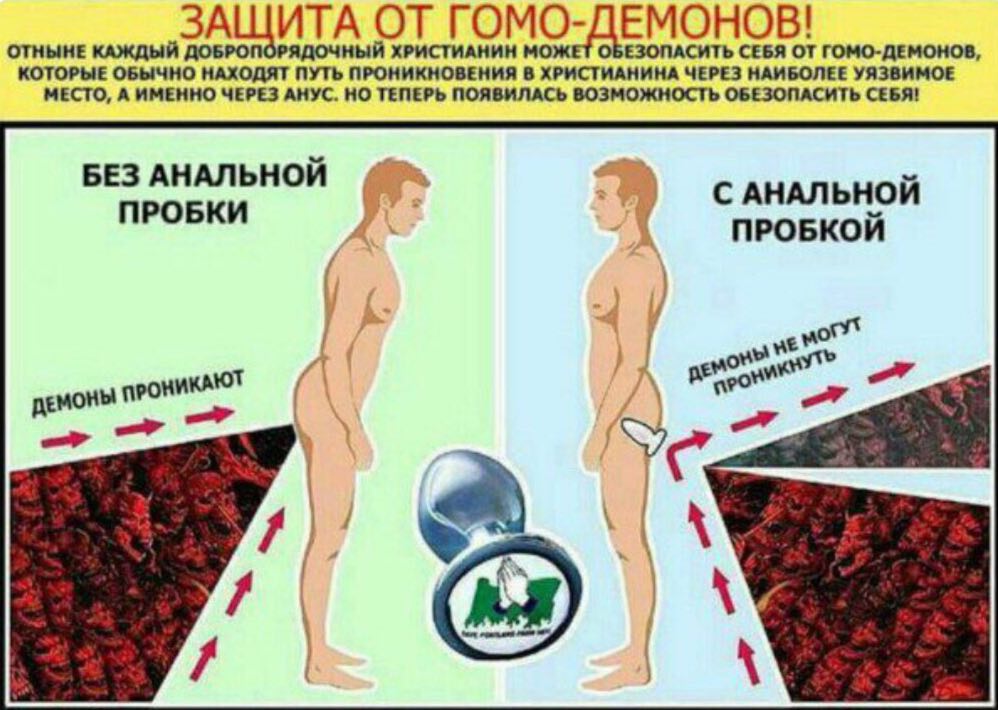 ЗАЩИТА ОТ ГОМО-ДЕМОНОВ!
ОТНЫНЕ КАЖДЫЙ ДОБРОПОРЯДОЧНЫЙ ХРИСТИАНИН МОЖЕТ ОБЕЗОПАСИТЬ СЕБЯ ОТ ГОМО-ДЕМОНОВ,
КОТОРЫЕ ОБЫЧНО НАХОДЯТ ПУТЬ ПРОНИКНОВЕНИЯ В ХРИСТИАНИНА ЧЕРЕЗ НАИБОЛЕЕ УЯЗВИМОЕ
МЕСТО, А ИМЕННО ЧЕРЕЗ АНУС. НО ТЕПЕРЬ ПОЯВИЛАСЬ ВОЗМОЖНОСТЬ ОБЕЗОПАСИТЬ СЕБЯ!
БЕЗ АНАЛЬНОЙ
ПРОБКИ
ДЕМОНЫ ПРОНИКАЮТ
С АНАЛЬНОЙ
ПРОБКОЙ
ДЕМОНЫ НЕ МОГУТ
ПРОНИКНУТЬ